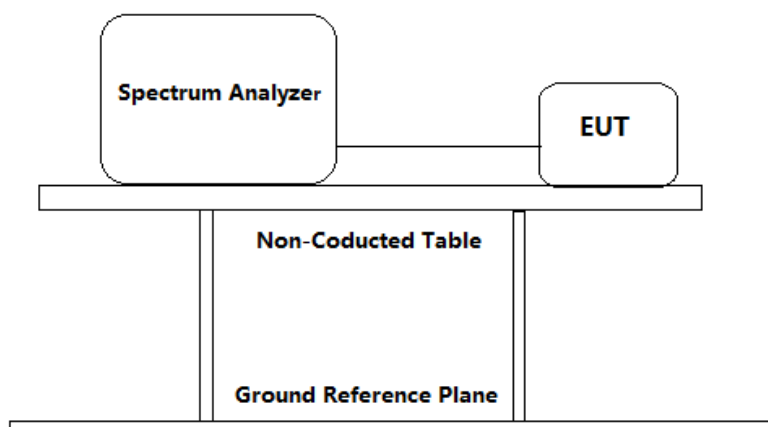 Spectrum Analyzer
EUT
Non-Coducted Table
Ground Reference Plane